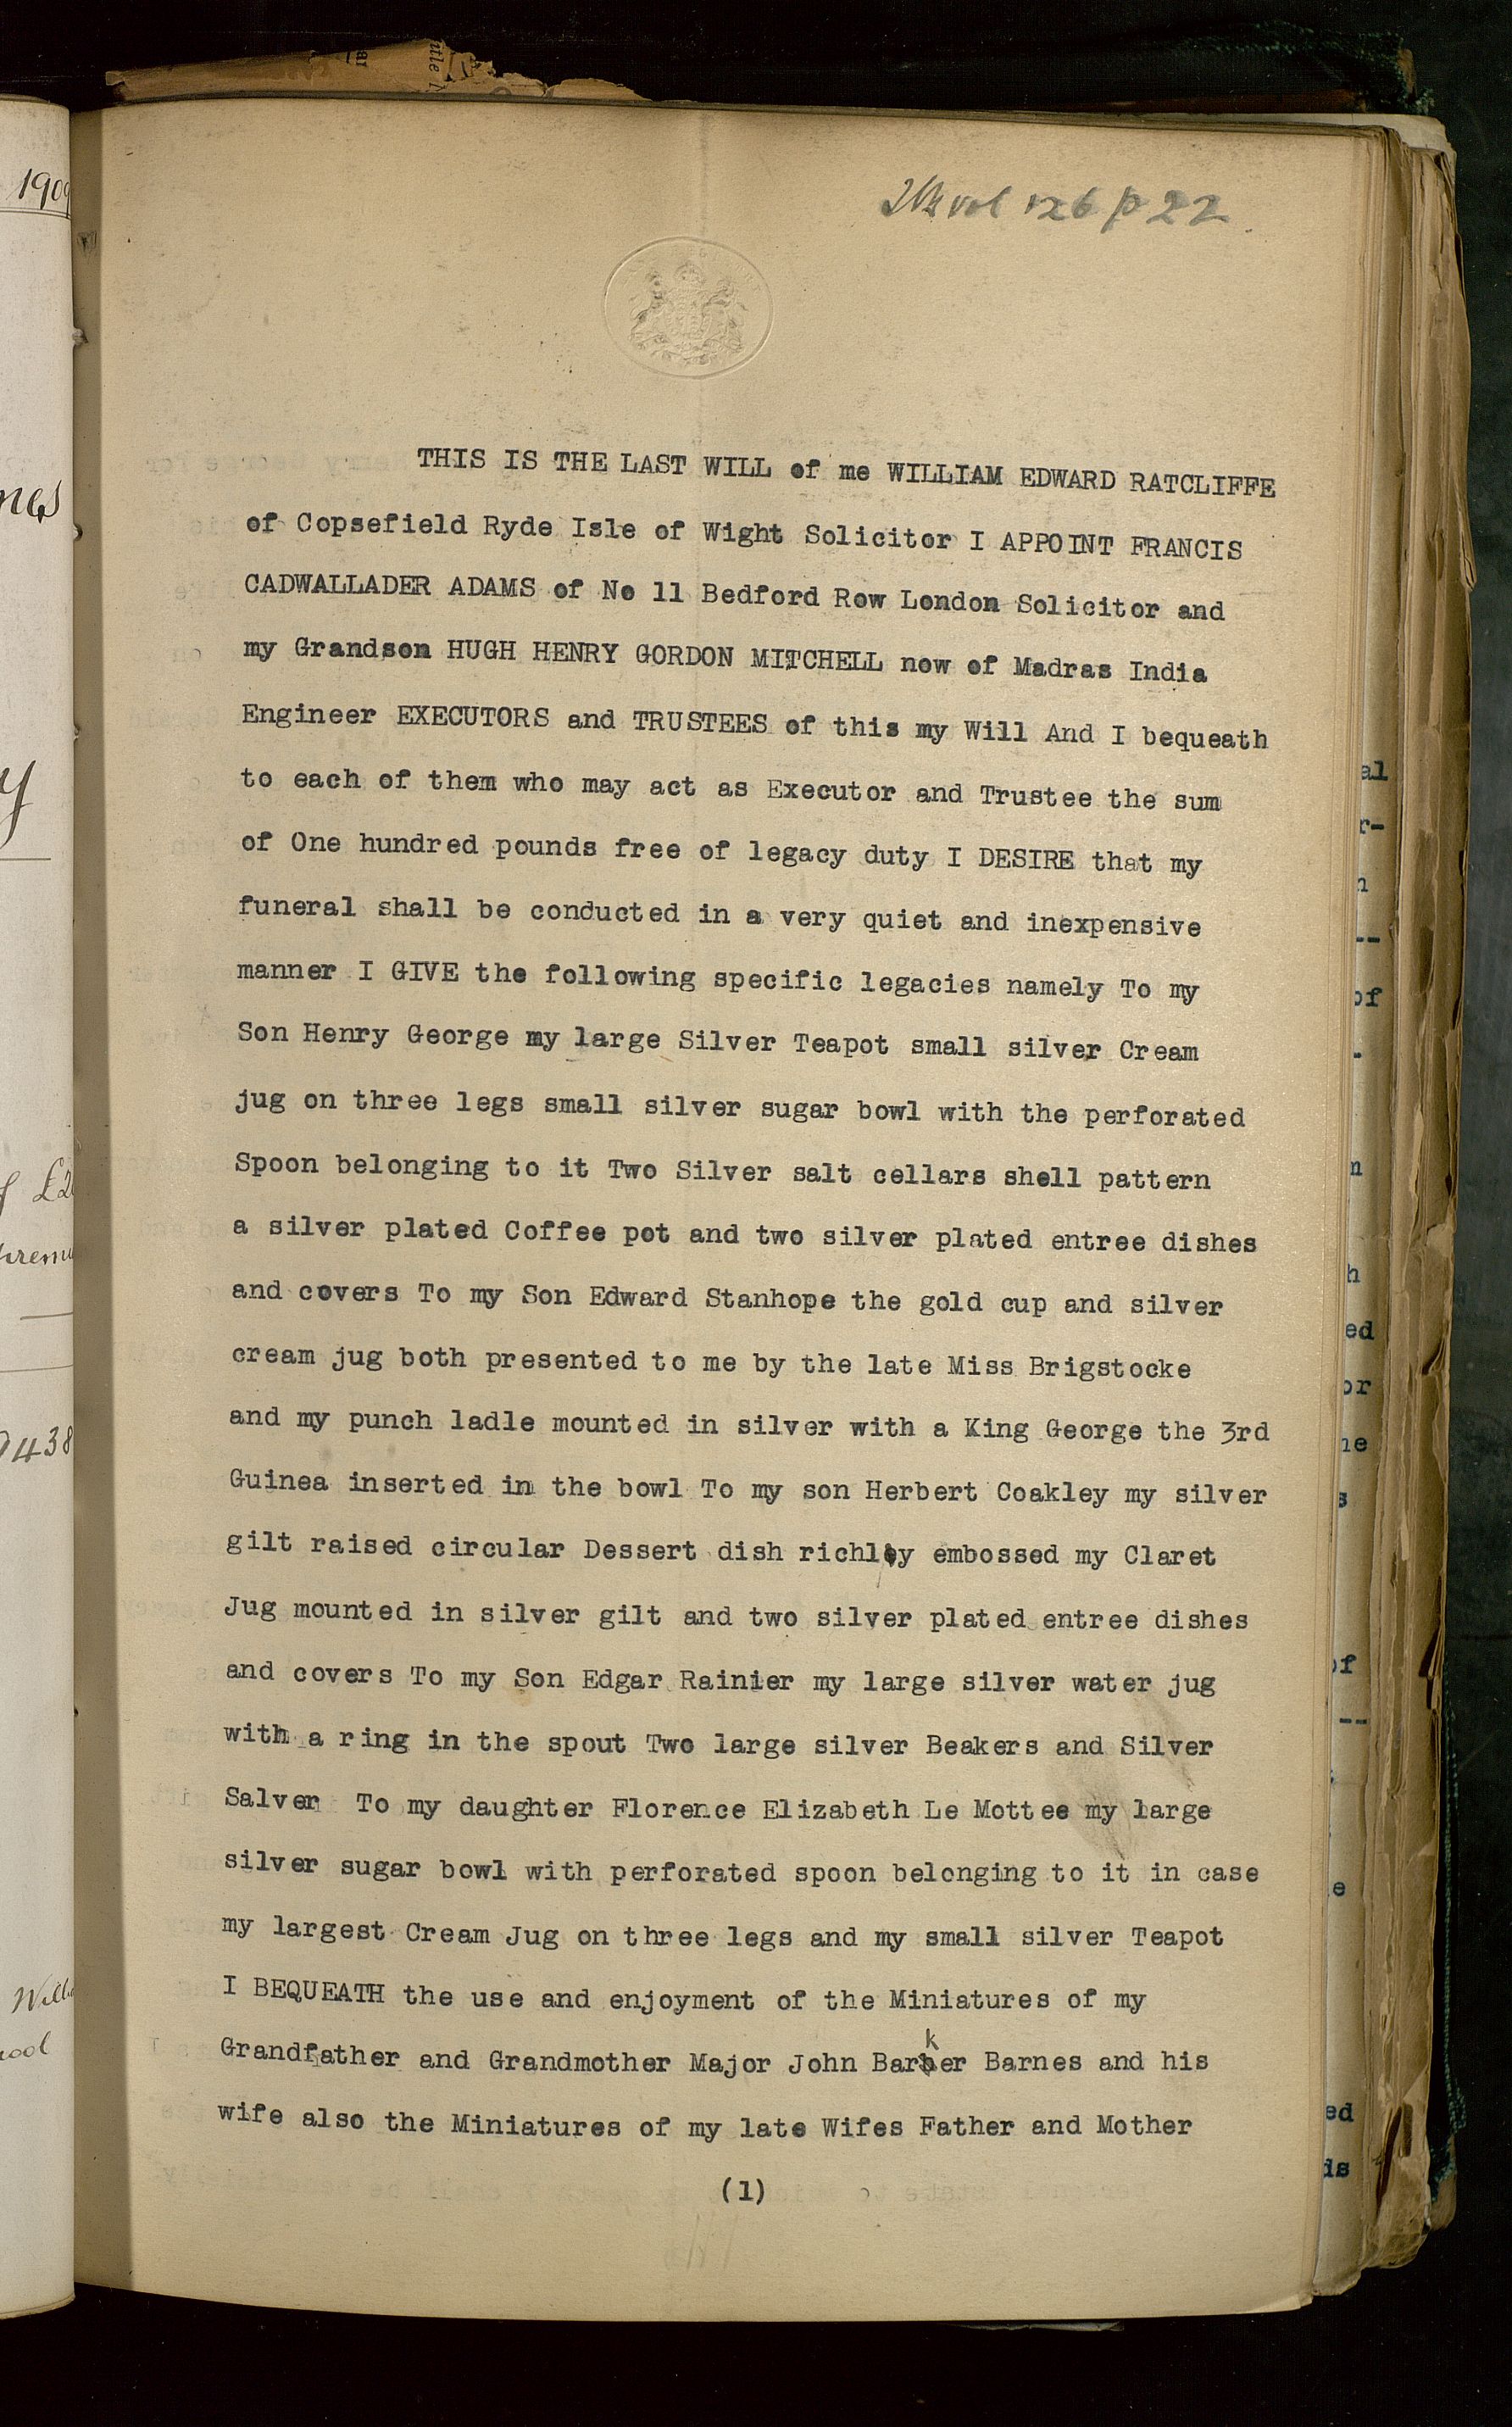 1909
vol 126 p 22
THIS IS THE LAST WILL of me WILLIAM EDWARD RATCLIFFE
of Copsefield Ryde Isle of Wight Solicitor I APPOINT FRANCIS
CADWALLADER ADAMS of No 11 Bedford Row London Solicitor and
my Grandson HUGH HENRY GORDON MITCHELL now of Madras India
Engineer EXECUTORS and TRUSTEES of this my Will And I bequeath
to each of them who may act as Executor and Trustee the sum
of One hundred pounds free of legacy duty I DESIRE that my
funeral shall be conducted in a very quiet and inexpensive
manner I GIVE the following specific legacies namely To my
Son Henry George my large Silver Teapot small silver Cream
jug on three legs small silver sugar bowl with the perforated
Spoon belonging to it Two Silver salt cellars shell pattern
a silver plated Coffee pot and two silver plated entree dishes
and covers To my Son Edward Stanhope the gold cup and silver
cream jug both presented to me by the late Miss Brigstocke
and my punch ladle mounted in silver with a King George the 3rd
Guinea inserted in the bowl To my son Herbert Coakley my silver
gilt raised circular Dessert dish richly embossed my Claret
Jug mounted in silver gilt and two silver plated entree dishes
and covers To my Son Edgar Rainier my large silver water jug
with a ring in the spout Two large silver Beakers and Silver
Salver To my daughter Florence Elizabeth Le Mottee my large
silver sugar bowl with perforated spoon belonging to it in case
my largest Cream Jug on three legs and my small silver Teapot
I BEQUEATH the use and enjoyment of the Miniatures of my
Grandfather and Grandmother Major John Barker Barnes and his
wife also the Miniatures of my late Wifes Father and Mother
(1)